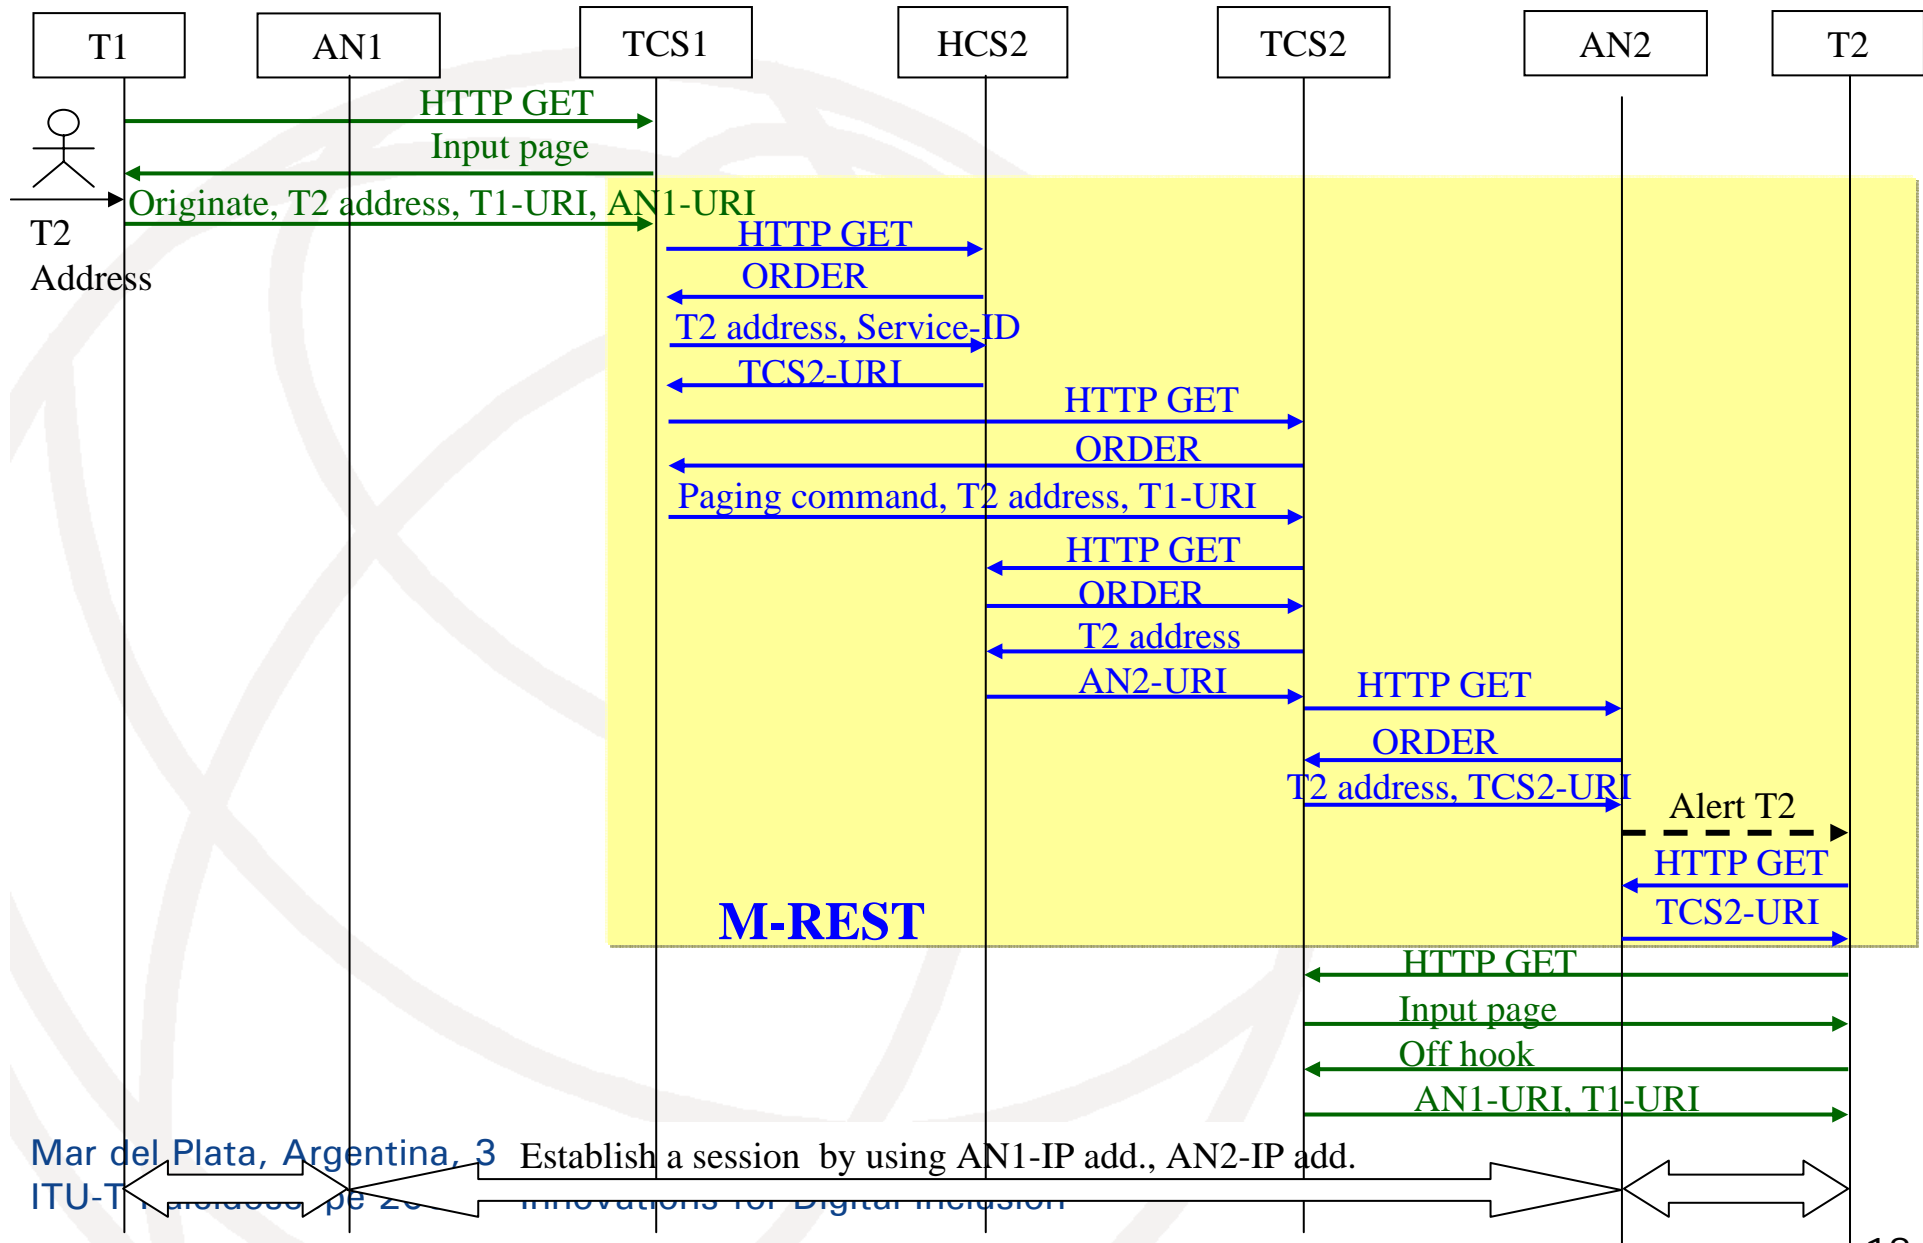 T1 AN1 TCS1 HCS2 TCS2 AN2 T2
HTTP GET
Input page
Originate, T2 address, T1-URI, AN1-URI
T2
Address
HTTP GET
ORDER
T2 address, Service-ID
TCS2-URI
HTTP GET
ORDER
Paging command, T2 address, T1-URI
HTTP GET
ORDER
T2 address
AN2-URI
HTTP GET
ORDER
T2 address, TCS2-URI
Alert T2
HTTP GET
TCS2-URI
M-REST
HTTP GET
Input page
Off hook
AN1-URI, T1-URI
Mar del Plata, Argentina, 3
Establish a session by using AN1-IP add., AN2-IP add.
ITU-T Innovations for Digital Inclusion